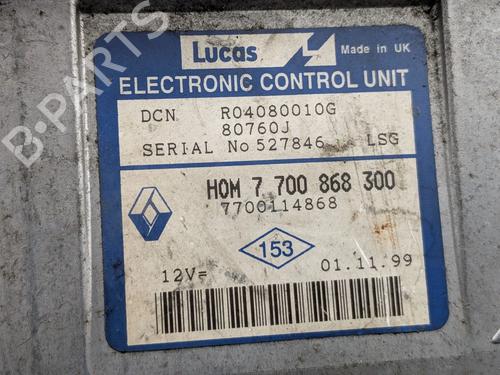 Lucas Made in UK
ELECTRONIC CONTROL UNIT
DCN R04080010G
80760J
SERIAL No 527846 LSG
HOM 7 700 868 300
7700114868
153
12V= 01.11.99
B-PARTS